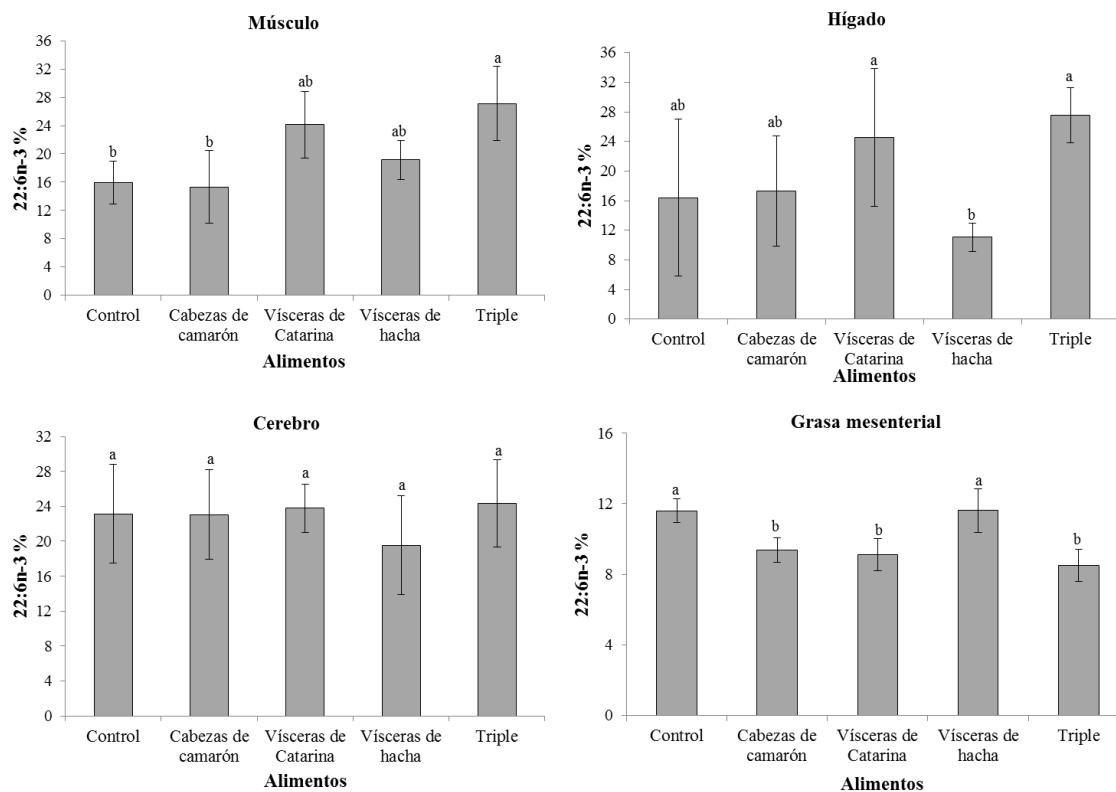 Músculo
36
32
28
24
20
16
12
8
4
0
22:6n-3 %
b
b
ab
ab
a
Control
Cabezas de
camarón
Vísceras de
Catarina
Vísceras de
hacha
Triple
Alimentos
Hígado
36
32
28
24
20
16
12
8
4
0
22:6n-3 %
ab
ab
a
b
a
Control
Cabezas de
camarón
Vísceras de
Catarina
Vísceras de
hacha
Triple
Alimentos
Cerebro
32
28
24
20
16
12
8
4
0
22:6n-3 %
a
a
a
a
a
Control
Cabezas de
camarón
Vísceras de
Catarina
Vísceras de
hacha
Triple
Alimentos
Grasa mesenterial
16
12
8
4
0
22:6n-3 %
a
b
b
a
b
Control
Cabezas de
camarón
Vísceras de
Catarina
Vísceras de
hacha
Triple
Alimentos